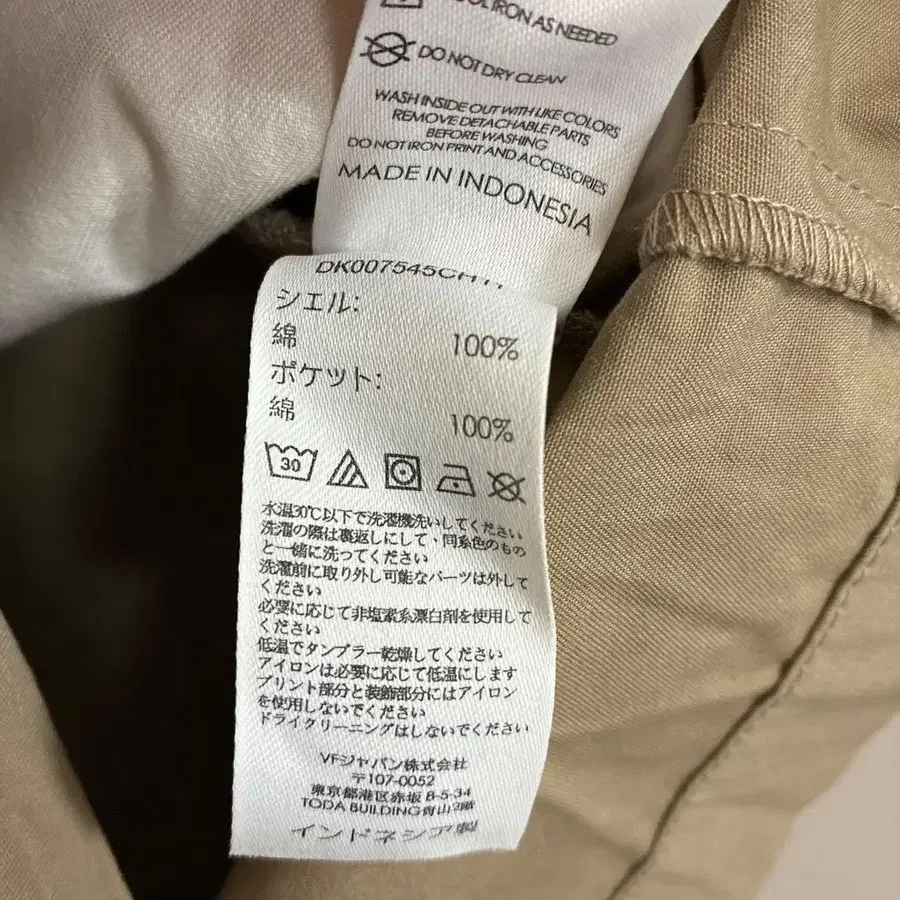 IRON AS NEEDED
DO NOT DRY CLEAN
WASH INSIDE OUT WITH LIKE COLORS
REMOVE DETACHABLE PARTS
BEFORE WASHING
DO NOT IRON PRINT AND ACCESSORIES
MADE IN INDONESIA
シエル:
綿 100%
ポケット:
綿 100%
30
水温30℃以下で洗濯機洗いしてください
洗濯の際は裏返しにして・同系色のもの
と一緒に洗ってください
洗濯前に取り外し可能なパーツは外して
ください
必要に応じて非塩素系漂白剤を使用して
ください
低温でタンブラー乾燥してください
アイロンは必要に応じて低温にします
プリント部分と装飾部分にはアイロン
を使用しないでください
ドライクリーニングはしないでください
VFジャパン株式会社
〒107-0052
東京都港区赤坂 8-5-34
TODA BUILDING青山2階
インドネシエ製